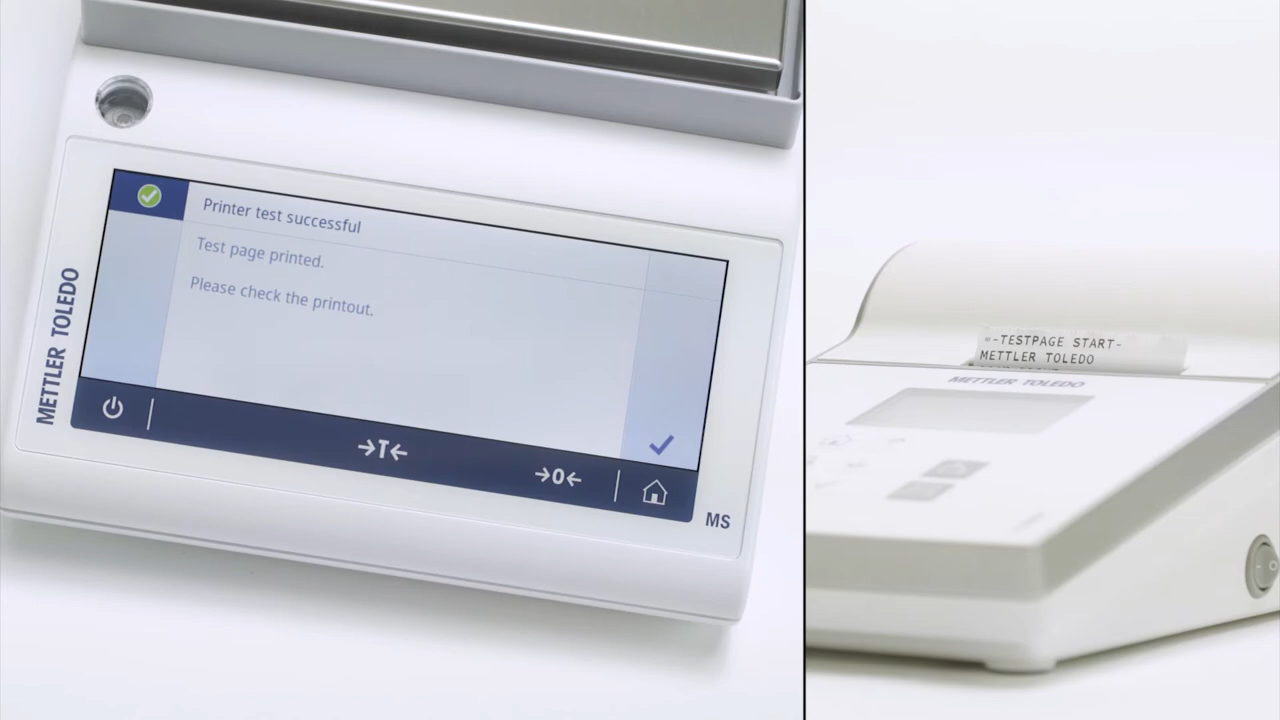 Printer test successful
Test page printed.
Please check the printout.
METTLER TOLEDO
→T←
→0←
MS
-TESTPAGE START-
METTLER TOLEDO
METTLER TOLEDO